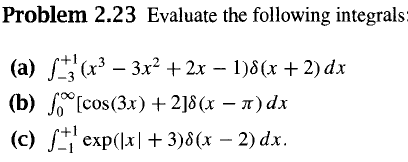 Problem 2.23 Evaluate the following integrals:
(a) ∫₋₃⁺¹(x³ − 3x² + 2x − 1)δ(x + 2) dx
(b) ∫₀^∞[cos(3x) + 2]δ(x − π) dx
(c) ∫₋₁⁺¹ exp(|x| + 3)δ(x − 2) dx.